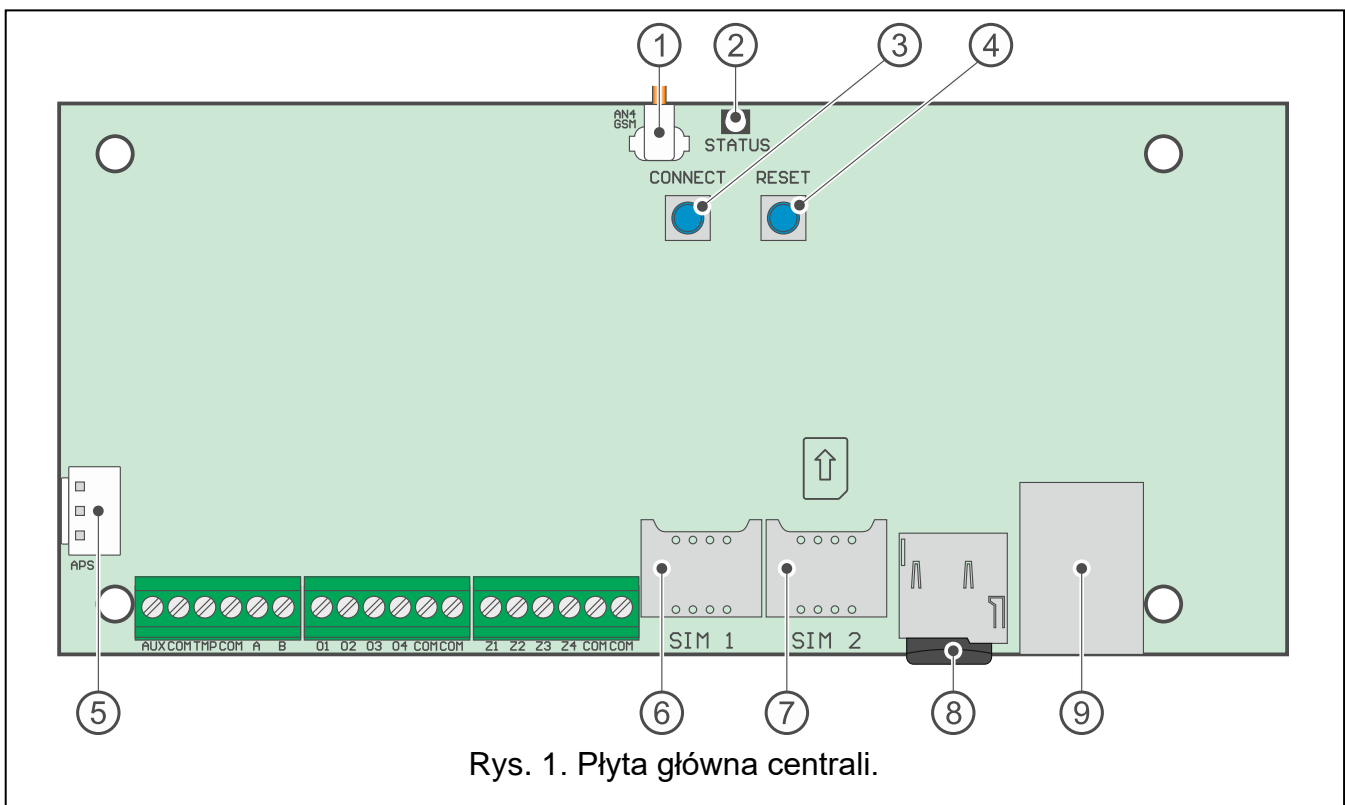 1 2 3 4
AN4
GSM
STATUS
CONNECT RESET
APS
AUX COM TMP COM A B O1 O2 O3 O4 COM COM Z1 Z2 Z3 Z4 COM COM
SIM 1 SIM 2
5 6 7 8 9
Rys. 1. Płyta główna centrali.